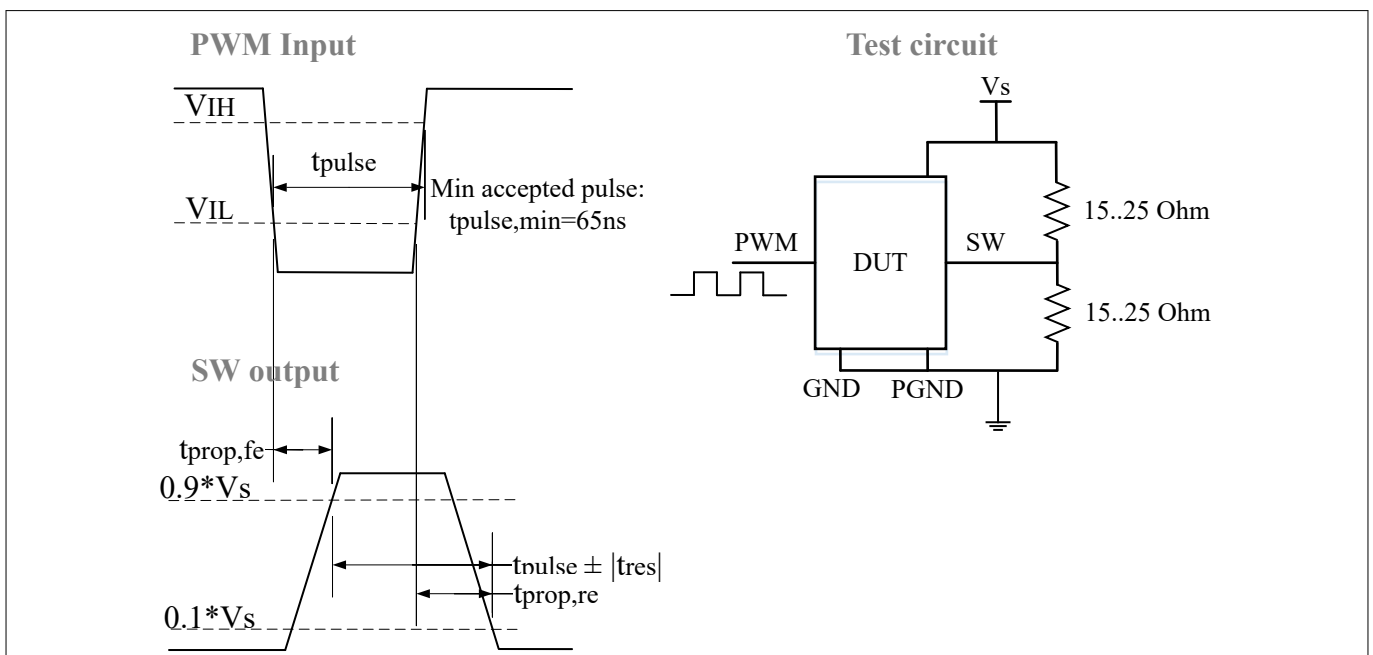 PWM Input
VIH
tpulse
Min accepted pulse:
tpulse,min=65ns
VIL
SW output
tprop,fe
0.9*Vs
tpulse ± |tres|
tprop,re
0.1*Vs
Test circuit
Vs
15..25 Ohm
PWM
DUT
SW
15..25 Ohm
GND
PGND